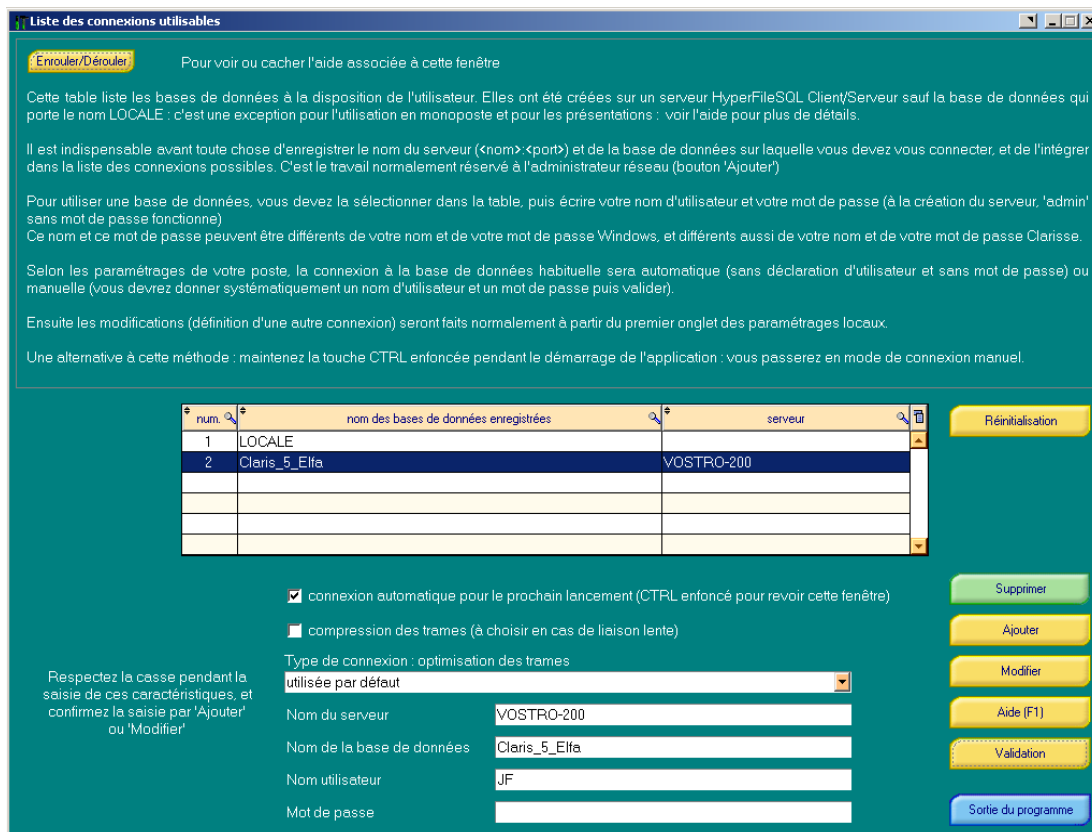 Liste des connexions utilisables
Enrouler/Dérouler
Pour voir ou cacher l'aide associée à cette fenêtre
Cette table liste les bases de données à la disposition de l'utilisateur. Elles ont été créées sur un serveur HyperFileSQL Client/Serveur sauf la base de données qui
porte le nom LOCALE : c'est une exception pour l'utilisation en monoposte et pour les présentations : voir l'aide pour plus de détails.
Il est indispensable avant toute chose d'enregistrer le nom du serveur (<nom>:<port>) et de la base de données sur laquelle vous devez vous connecter, et de l'intégrer
dans la liste des connexions possibles. C'est le travail normalement réservé à l'administrateur réseau (bouton 'Ajouter')
Pour utiliser une base de données, vous devez la sélectionner dans la table, puis écrire votre nom d'utilisateur et votre mot de passe (à la création du serveur, 'admin'
sans mot de passe fonctionne)
Ce nom et ce mot de passe peuvent être différents de votre nom et de votre mot de passe Windows, et différents aussi de votre nom et de votre mot de passe Clarisse.
Selon les paramétrages de votre poste, la connexion à la base de données habituelle sera automatique (sans déclaration d'utilisateur et sans mot de passe) ou
manuelle (vous devrez donner systématiquement un nom d'utilisateur et un mot de passe puis valider).
Ensuite les modifications (définition d'une autre connexion) seront faits normalement à partir du premier onglet des paramétrages locaux.
Une alternative à cette méthode : maintenez la touche CTRL enfoncée pendant le démarrage de l'application : vous passerez en mode de connexion manuel.
num. nom des bases de données enregistrées serveur
1 LOCALE
2 Claris_5_Elfa VOSTRO-200
Réinitialisation
Supprimer
Ajouter
Modifier
Aide (F1)
Validation
Sortie du programme
connexion automatique pour le prochain lancement (CTRL enfoncé pour revoir cette fenêtre)
compression des trames (à choisir en cas de liaison lente)
Type de connexion : optimisation des trames
utilisée par défaut
Respectez la casse pendant la
saisie de ces caractéristiques, et
confirmez la saisie par 'Ajouter'
ou 'Modifier'
Nom du serveur VOSTRO-200
Nom de la base de données Claris_5_Elfa
Nom utilisateur JF
Mot de passe